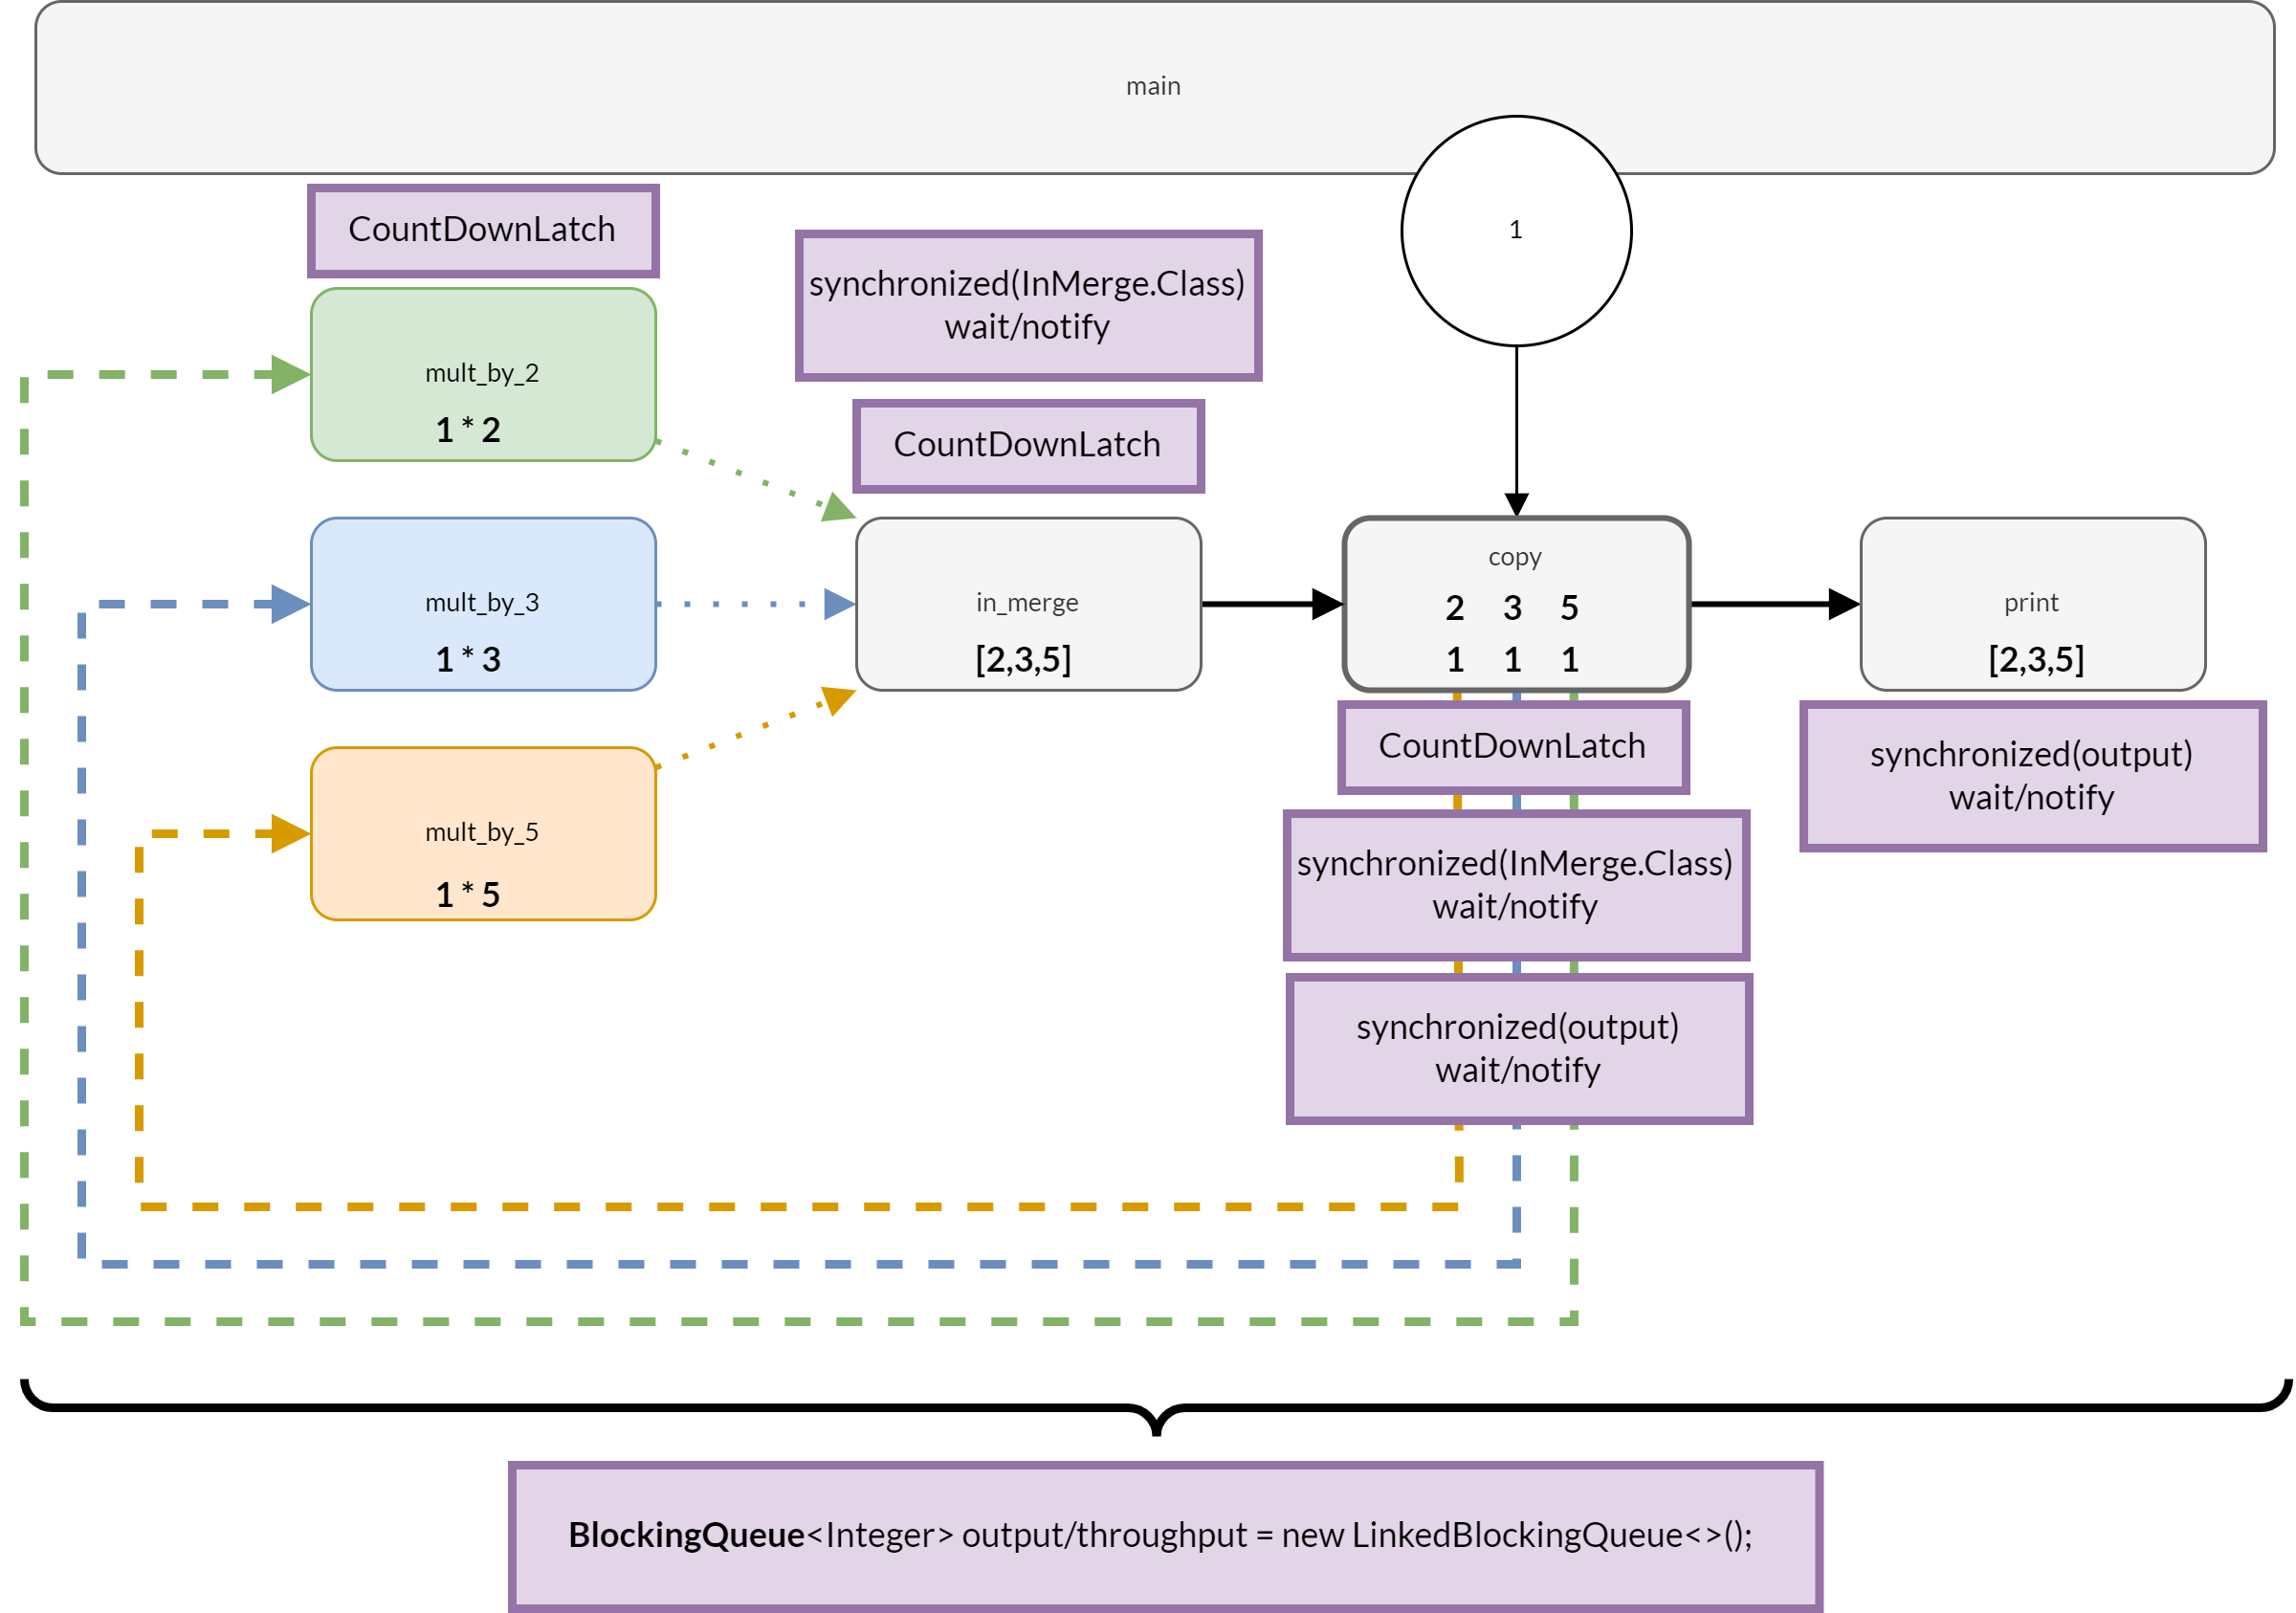 main
1
CountDownLatch
synchronized(InMerge.Class)
wait/notify
mult_by_2
1 * 2
CountDownLatch
mult_by_3
1 * 3
in_merge
[2,3,5]
copy
2 3 5
1 1 1
print
[2,3,5]
CountDownLatch
synchronized(output)
wait/notify
mult_by_5
1 * 5
synchronized(InMerge.Class)
wait/notify
synchronized(output)
wait/notify
BlockingQueue<Integer> output/throughput = new LinkedBlockingQueue<>();